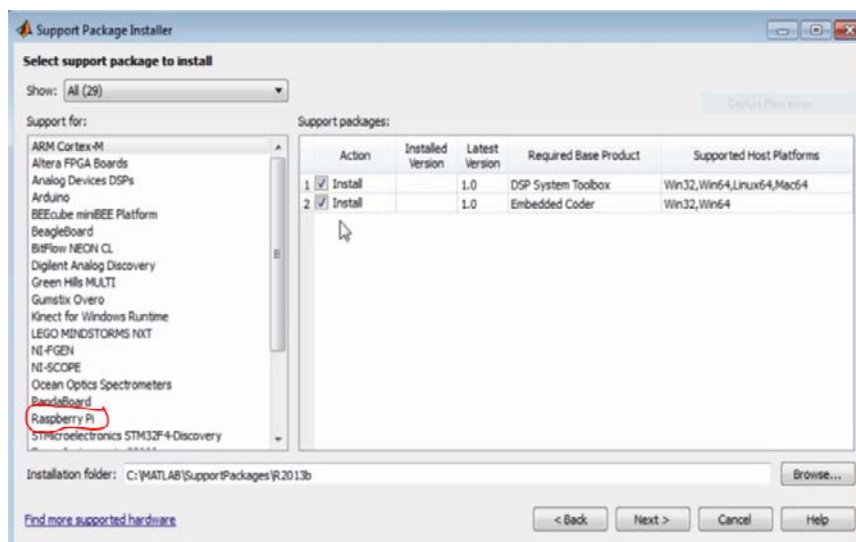 Support Package Installer
Select support package to install
Show: All (29)
Support for:
ARM Cortex-M
Altera FPGA Boards
Analog Devices DSPs
Arduino
BEEcube miniBEE Platform
BeagleBoard
BitFlow NEON CL
Digilent Analog Discovery
Green Hills MULTI
Gumstix Overo
Kinect for Windows Runtime
LEGO MINDSTORMS NXT
NI-FGEN
NI-SCOPE
Ocean Optics Spectrometers
PandaBoard
Raspberry Pi
STMicroelectronics STM32F4-Discovery
Support packages:
Action Installed Version Latest Version Required Base Product Supported Host Platforms
1 Install 1.0 DSP System Toolbox Win32,Win64,Linux64,Mac64
2 Install 1.0 Embedded Coder Win32,Win64
Installation folder: C:\MATLAB\SupportPackages\R2013b
Browse...
Find more supported hardware
< Back
Next >
Cancel
Help